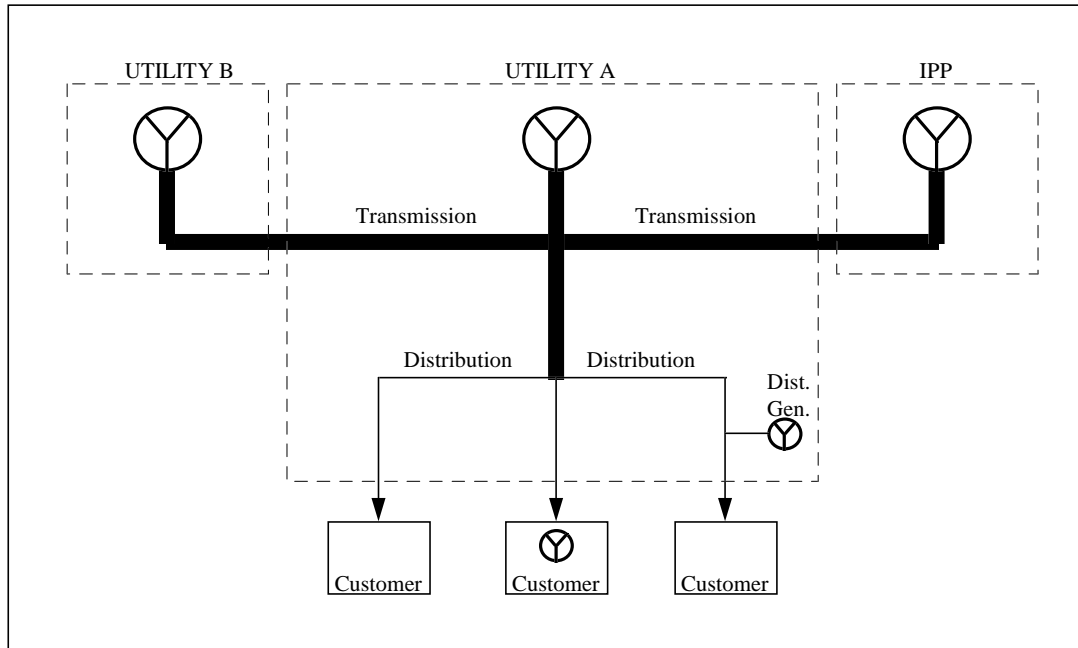 UTILITY B
UTILITY A
IPP
Transmission
Transmission
Distribution
Distribution
Dist.
Gen.
Customer
Customer
Customer